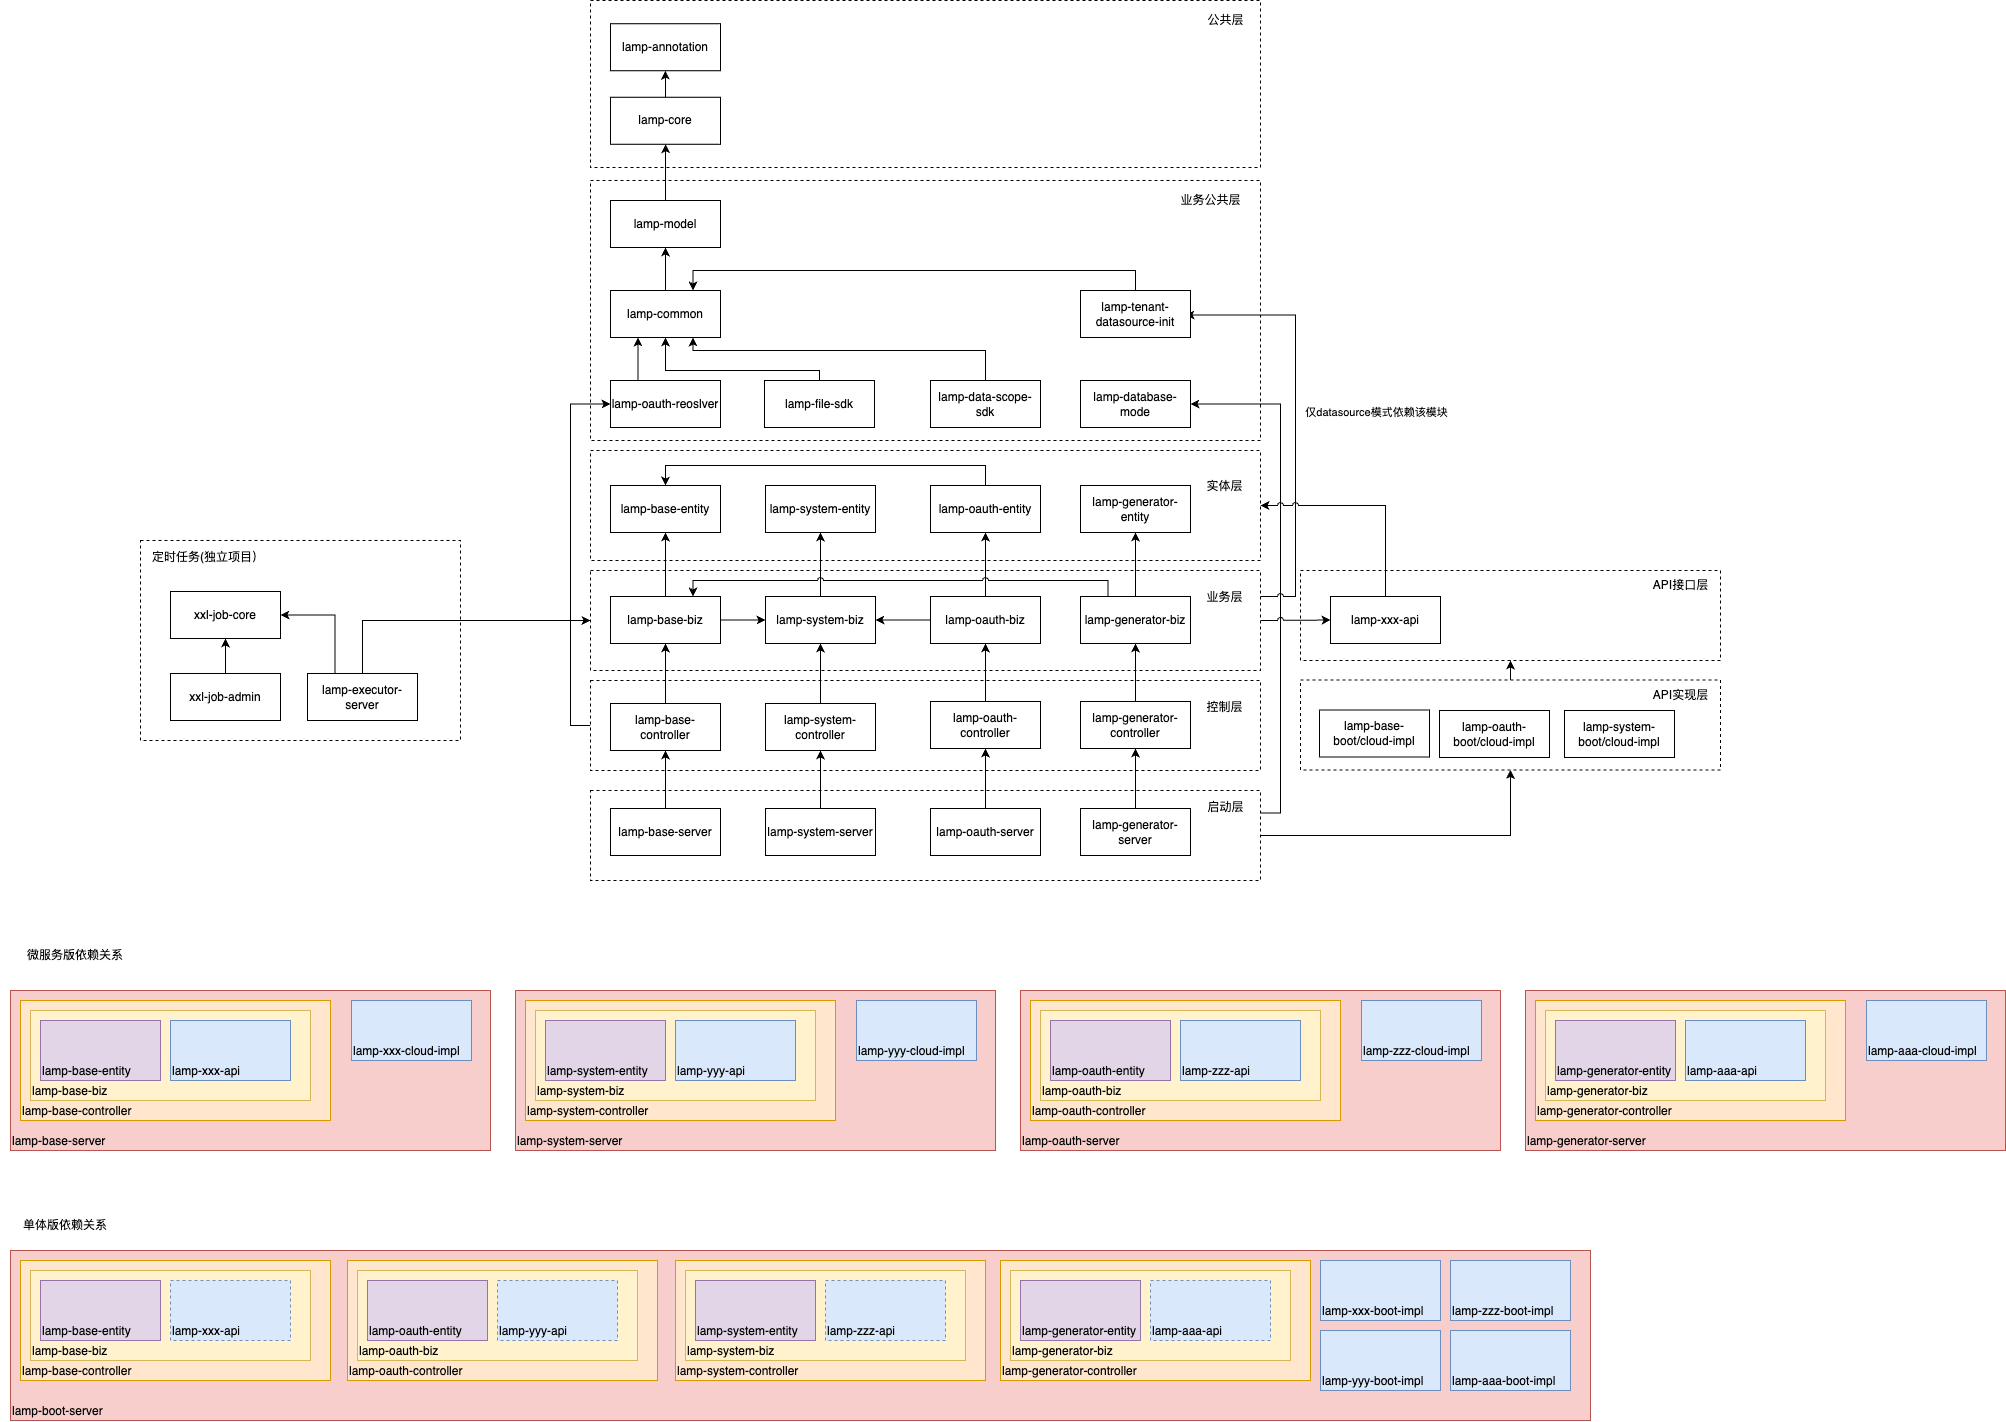 公共层
lamp-annotation
lamp-core
业务公共层
lamp-model
lamp-common
lamp-tenant-
datasource-init
lamp-oauth-reoslver
lamp-file-sdk
lamp-data-scope-
sdk
lamp-database-
mode
仅datasource模式依赖该模块
实体层
lamp-base-entity
lamp-system-entity
lamp-oauth-entity
lamp-generator-
entity
定时任务(独立项目)
xxl-job-core
xxl-job-admin
lamp-executor-
server
业务层
lamp-base-biz
lamp-system-biz
lamp-oauth-biz
lamp-generator-biz
API接口层
lamp-xxx-api
控制层
lamp-base-
controller
lamp-system-
controller
lamp-oauth-
controller
lamp-generator-
controller
API实现层
lamp-base-
boot/cloud-impl
lamp-oauth-
boot/cloud-impl
lamp-system-
boot/cloud-impl
启动层
lamp-base-server
lamp-system-server
lamp-oauth-server
lamp-generator-
server
微服务版依赖关系
lamp-base-entity
lamp-xxx-api
lamp-base-biz
lamp-base-controller
lamp-xxx-cloud-impl
lamp-base-server
lamp-system-entity
lamp-yyy-api
lamp-system-biz
lamp-system-controller
lamp-yyy-cloud-impl
lamp-system-server
lamp-oauth-entity
lamp-zzz-api
lamp-oauth-biz
lamp-oauth-controller
lamp-zzz-cloud-impl
lamp-oauth-server
lamp-generator-entity
lamp-aaa-api
lamp-generator-biz
lamp-generator-controller
lamp-aaa-cloud-impl
lamp-generator-server
单体版依赖关系
lamp-base-entity
lamp-xxx-api
lamp-base-biz
lamp-base-controller
lamp-oauth-entity
lamp-yyy-api
lamp-oauth-biz
lamp-oauth-controller
lamp-system-entity
lamp-zzz-api
lamp-system-biz
lamp-system-controller
lamp-generator-entity
lamp-aaa-api
lamp-generator-biz
lamp-generator-controller
lamp-xxx-boot-impl
lamp-zzz-boot-impl
lamp-yyy-boot-impl
lamp-aaa-boot-impl
lamp-boot-server